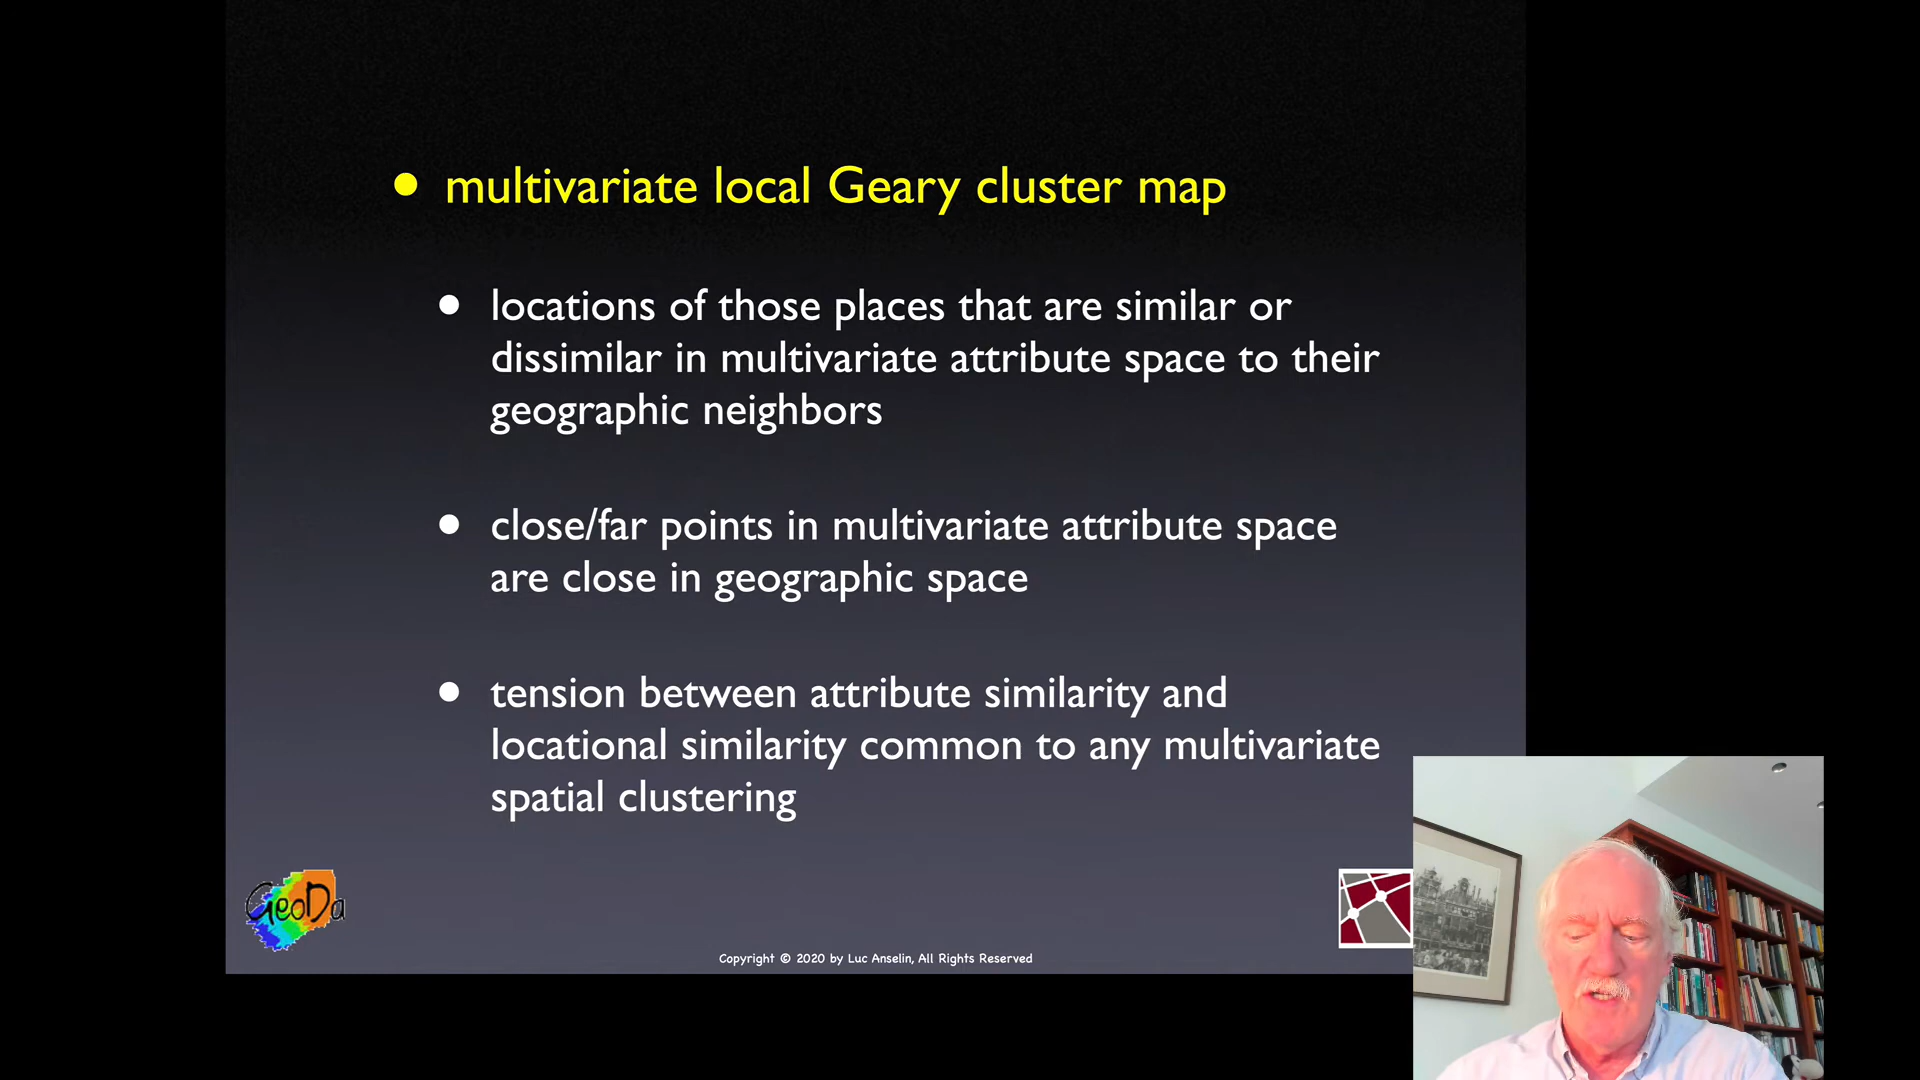 multivariate local Geary cluster map
locations of those places that are similar or
dissimilar in multivariate attribute space to their
geographic neighbors
close/far points in multivariate attribute space
are close in geographic space
tension between attribute similarity and
locational similarity common to any multivariate
spatial clustering
GeoDa
Copyright © 2020 by Luc Anselin, All Rights Reserved